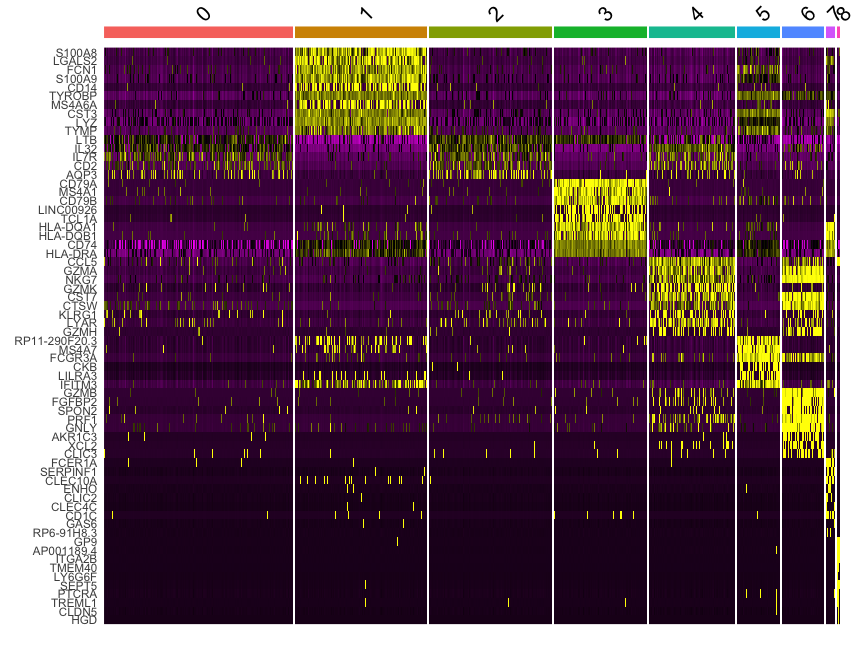 0 1 2 3 4 5 6 7 8
S100A8
LGALS2
FCN1
S100A9
CD14
TYROBP
MS4A6A
CST3
LYZ
TYMP
LTB
IL32
IL7R
CD2
AQP3
CD79A
MS4A1
CD79B
LINC00926
TCL1A
HLA-DQA1
HLA-DQB1
CD74
HLA-DRA
CCL5
GZMA
NKG7
GZMK
CST7
CTSW
KLRG1
LYAR
GZMH
RP11-290F20.3
MS4A7
FCGR3A
CKB
LILRA3
IFITM3
GZMB
FGFBP2
SPON2
PRF1
GNLY
AKR1C3
XCL2
CLIC3
FCER1A
SERPINF1
CLEC10A
ENHO
CLIC2
CLEC4C
CD1C
GAS6
RP6-91H8.3
GP9
AP001189.4
ITGA2B
TMEM40
LY6G6F
SEPT5
PTCRA
TREML1
CLDN5
HGD